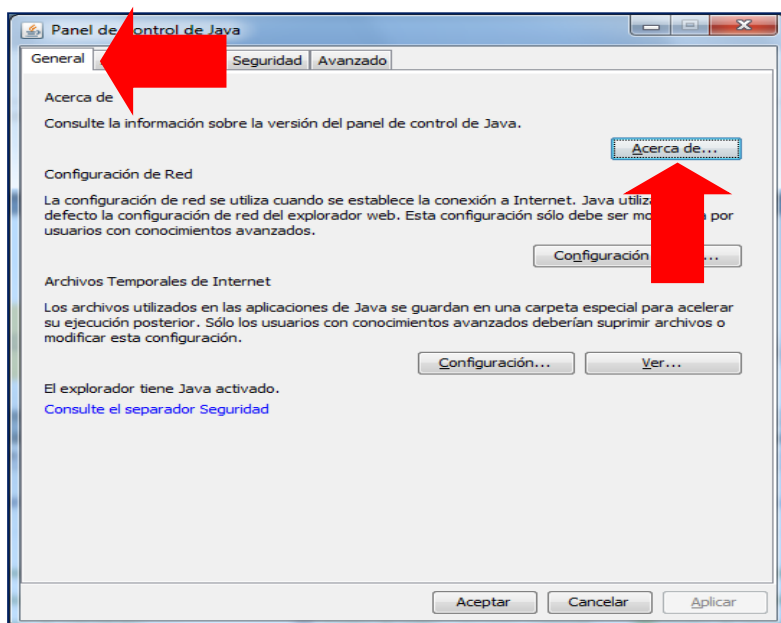 Panel de Control de Java
General
Seguridad
Avanzado
Acerca de
Consulte la información sobre la versión del panel de control de Java.
Acerca de...
Configuración de Red
La configuración de red se utiliza cuando se establece la conexión a Internet. Java utiliza
defecto la configuración de red del explorador web. Esta configuración sólo debe ser por
usuarios con conocimientos avanzados.
Configuración ...
Archivos Temporales de Internet
Los archivos utilizados en las aplicaciones de Java se guardan en una carpeta especial para acelerar
su ejecución posterior. Sólo los usuarios con conocimientos avanzados deberían suprimir archivos o
modificar esta configuración.
Configuración...
Ver...
El explorador tiene Java activado.
Consulte el separador Seguridad
Aceptar
Cancelar
Aplicar